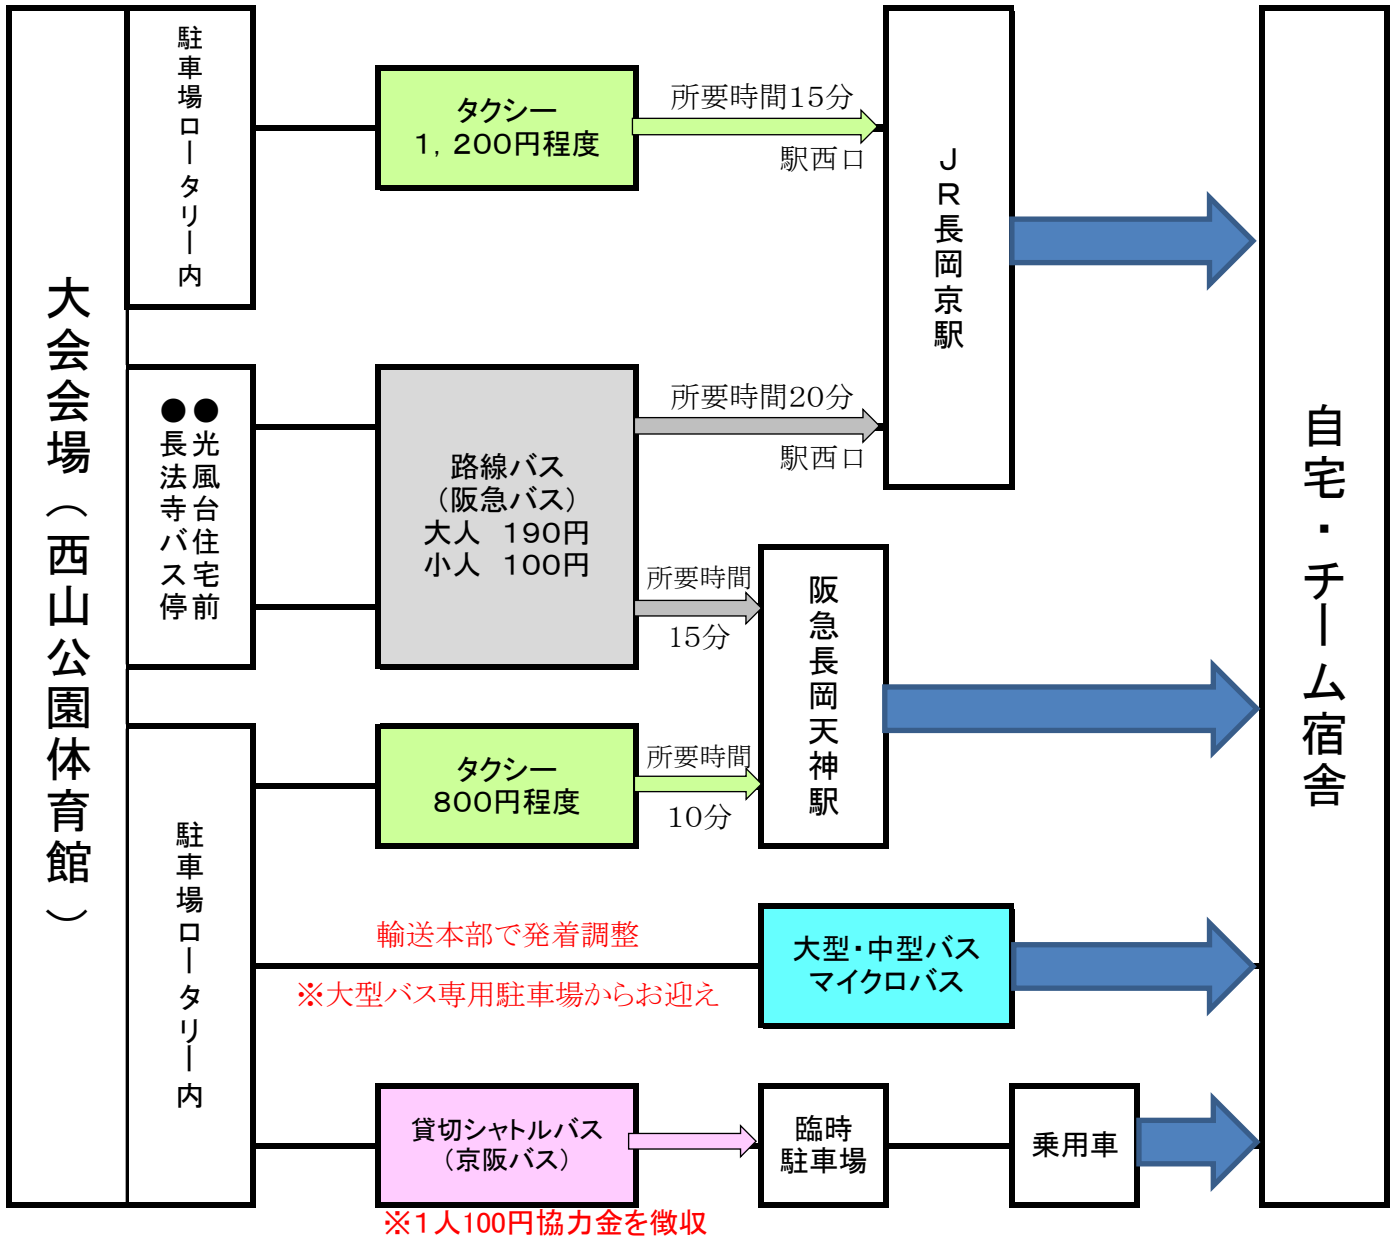 大会会場（西山公園体育館）
駐車場ロータリー内
タクシー
1，200円程度
所要時間15分
駅西口
JR長岡京駅
●光風台住宅前
●長法寺バス停
路線バス
（阪急バス）
大人　190円
小人　100円
所要時間20分
駅西口
所要時間
15分
阪急長岡天神駅
駐車場ロータリー内
タクシー
800円程度
所要時間
10分
輸送本部で発着調整
※大型バス専用駐車場からお迎え
大型・中型バス
マイクロバス
貸切シャトルバス
（京阪バス）
※1人100円協力金を徴収
臨時
駐車場
乗用車
自宅・チーム宿舎